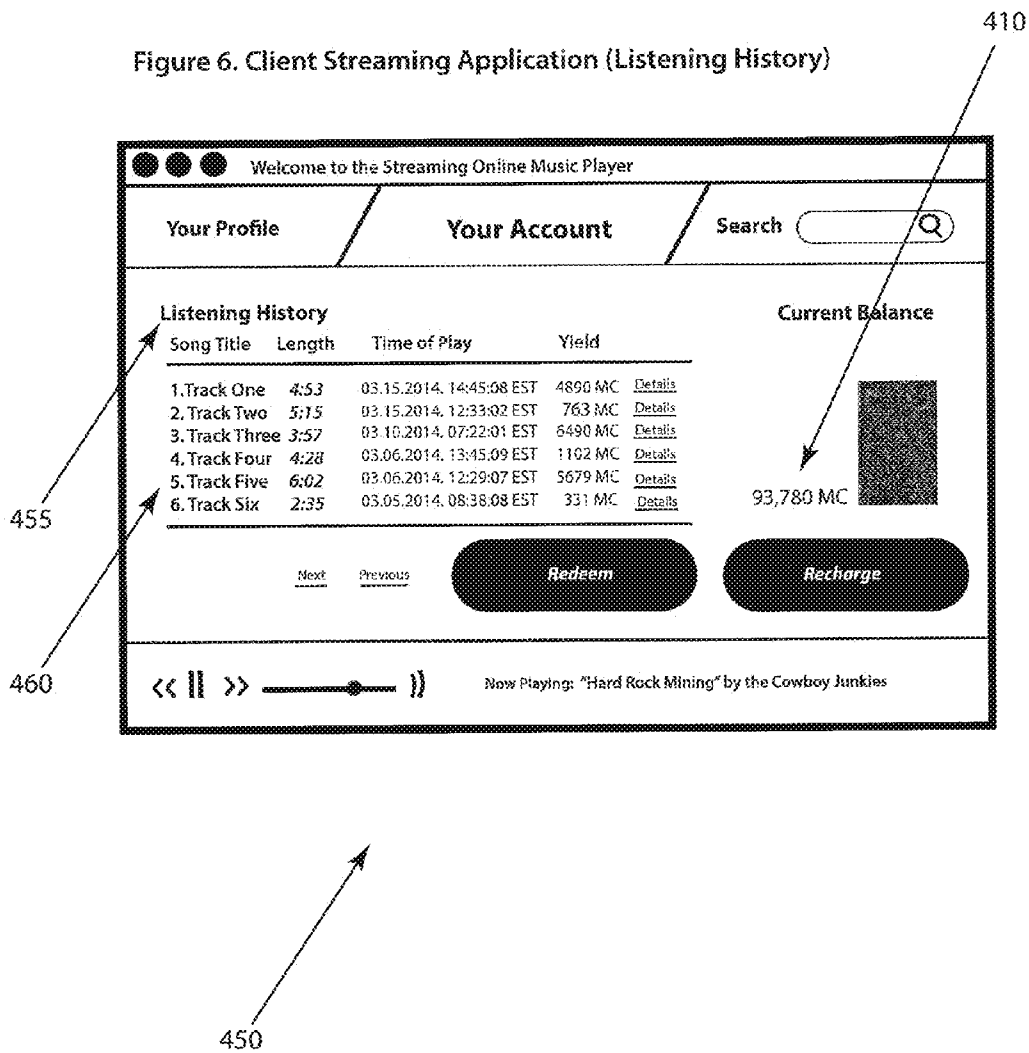 410
Figure 6. Client Streaming Application (Listening History)
Welcome to the Streaming Online Music Player
Your Profile Your Account Search
Listening History Current Balance
Song Title Length Time of Play Yield
1.Track One 4:53 03.15.2014, 14:45:08 EST 4890 MC Details
2. Track Two 5:15 03.15.2014, 12:33:02 EST 763 MC Details
3. Track Three 3:57 03.10.2014, 07:22:01 EST 6490 MC Details
4. Track Four 4:28 03.06.2014, 13:45:09 EST 1102 MC Details
5. Track Five 6:02 03.06.2014, 12:29:07 EST 5679 MC Details
6. Track Six 2:35 03.05.2014, 08:38:08 EST 331 MC Details
93,780 MC
455
Next Previous Redeem Recharge
460
<< || >> )) Now Playing: "Hard Rock Mining" by the Cowboy Junkies
450